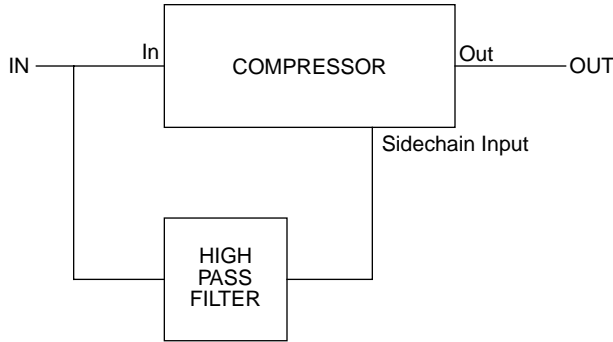 IN
In
COMPRESSOR
Out
OUT
Sidechain Input
HIGH
PASS
FILTER